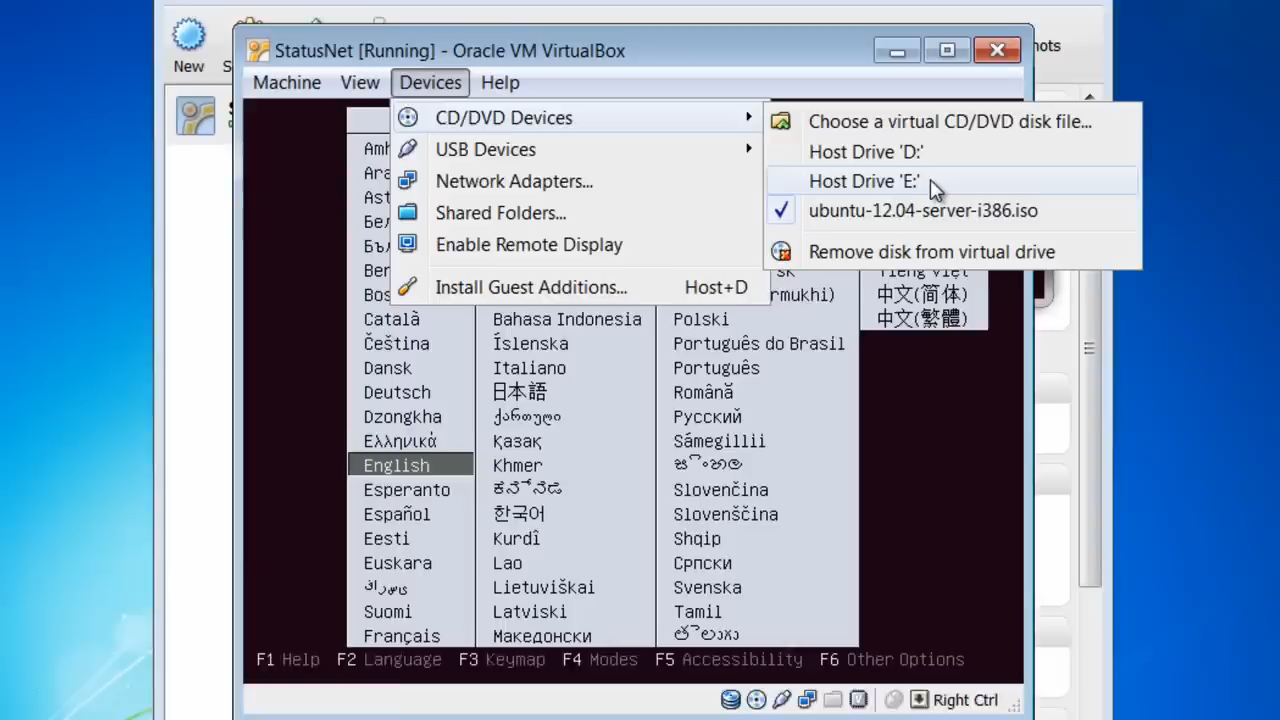 New
StatusNet [Running] - Oracle VM VirtualBox
Machine View Devices Help
CD/DVD Devices
USB Devices
Network Adapters...
Shared Folders...
Enable Remote Display
Install Guest Additions... Host+D
Choose a virtual CD/DVD disk file...
Host Drive 'D:'
Host Drive 'E:'
ubuntu-12.04-server-i386.iso
Remove disk from virtual drive
中文(简体)
中文(繁體)
Català Bahasa Indonesia Polski
Čeština Íslenska Português do Brasil
Dansk Italiano Português
Deutsch 日本語 Română
Dzongkha ქართული Русский
Ελληνικά Қазақ Sámegillii
English Khmer
Esperanto Slovenčina
Español 한국어 Slovenščina
Eesti Kurdî Shqip
Euskara Lao Српски
Lietuviškai Svenska
Suomi Latviski Tamil
Français Македонски
F1 Help F2 Language F3 Keymap F4 Modes F5 Accessibility F6 Other Options
Right Ctrl